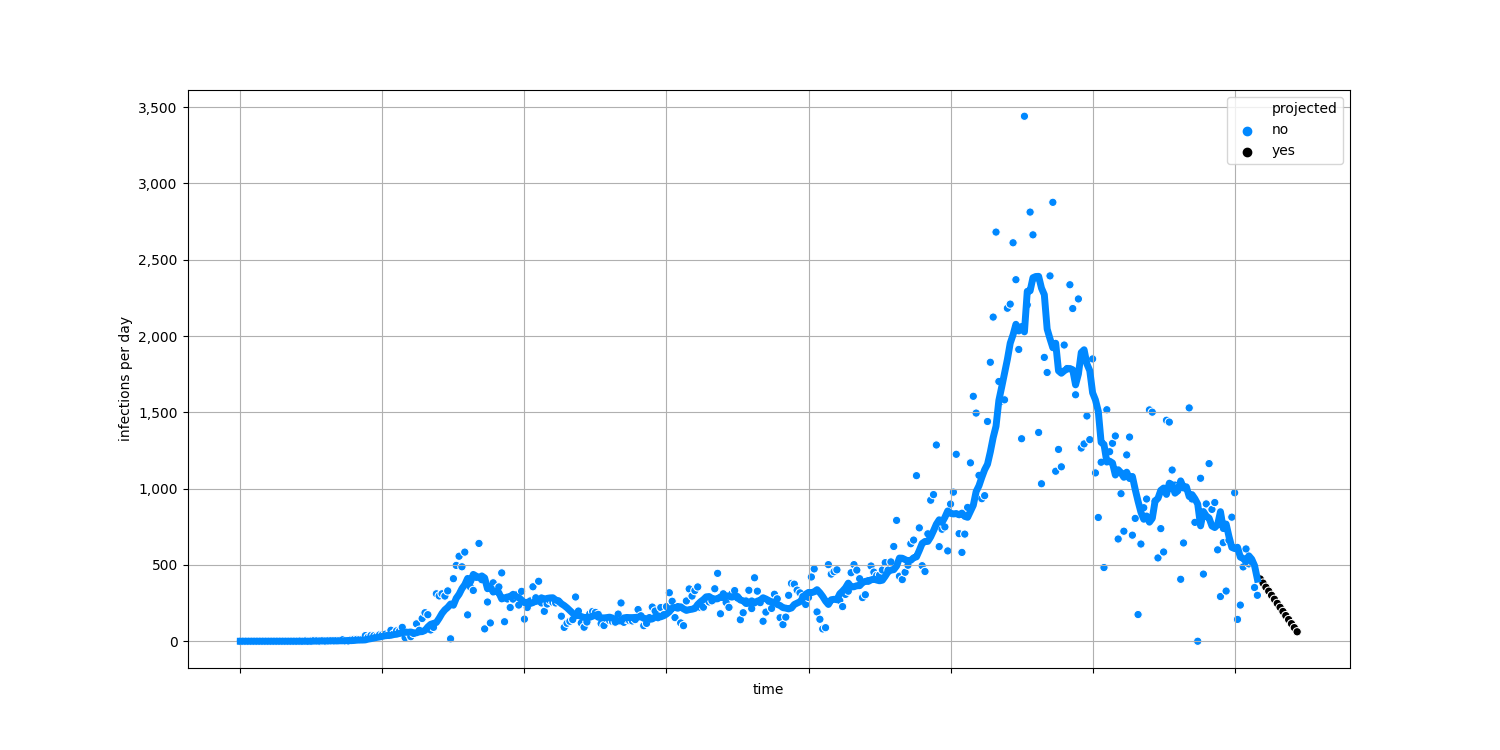 3,500
3,000
2,500
2,000
1,500
1,000
500
0
infections per day
time
projected
no
yes